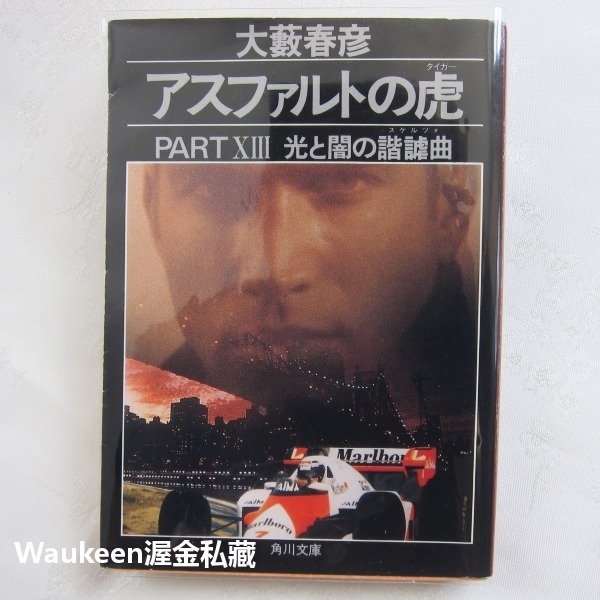 大藪春彦
タイガー
アスファルトの虎
スケルツォ
PART XIII 光と闇の諧謔曲
Marlboro
7
Marlboro
7
角川文庫
Waukeen渥金私藏